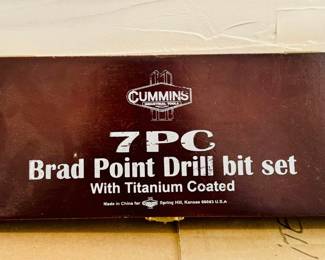 CUMMINS
INDUSTRIAL TOOLS
7PC
Brad Point Drill bit set
With Titanium Coated
Made in China for Spring Hill, Kansas 66083 U.S.A
ITE